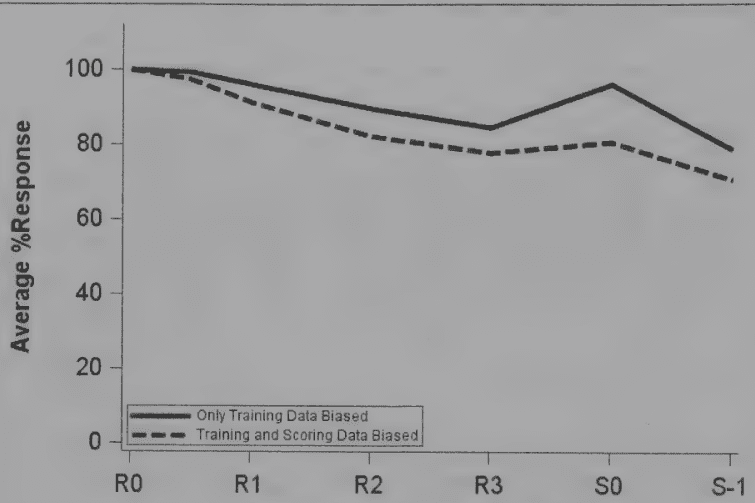 Average %Response
100
80
60
40
20
0
Only Training Data Biased
Training and Scoring Data Biased
R0 R1 R2 R3 S0 S-1